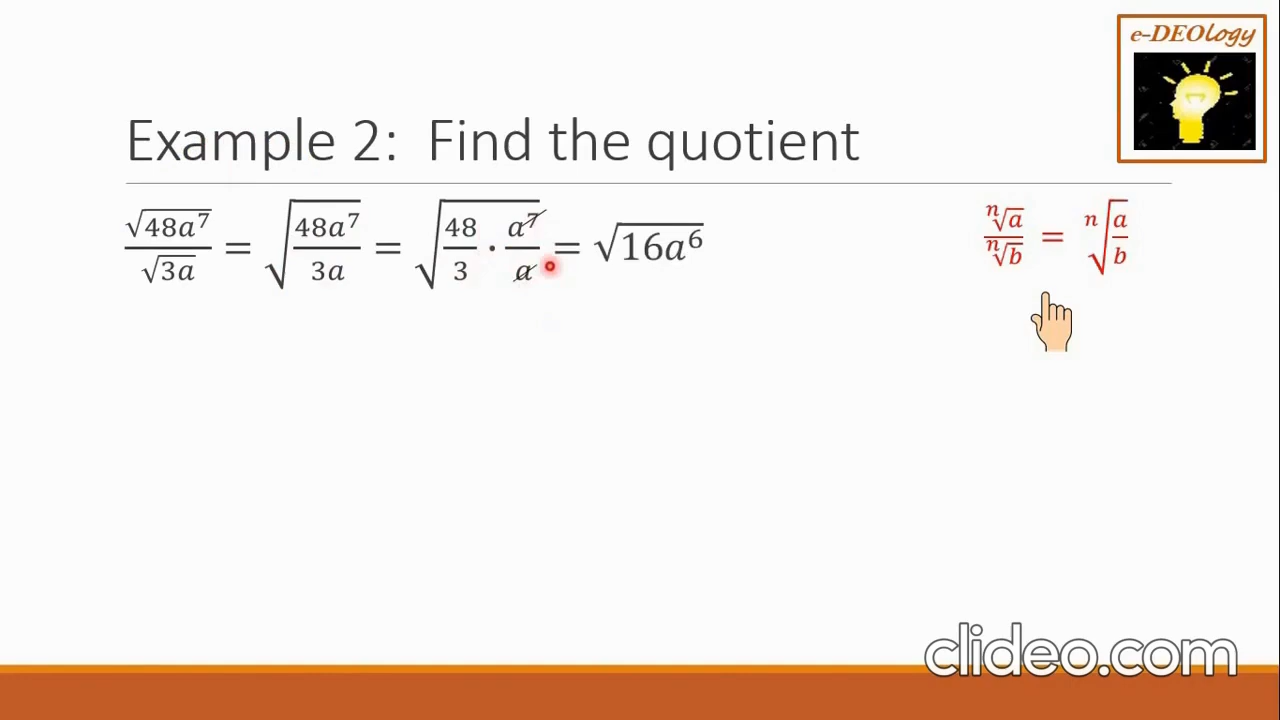 e-DEOlogy
Example 2: Find the quotient
√48a⁷/√3a = √(48a⁷/3a) = √(48/3 · a⁷/a) = √16a⁶
ⁿ√a/ⁿ√b = ⁿ√(a/b)
clideo.com